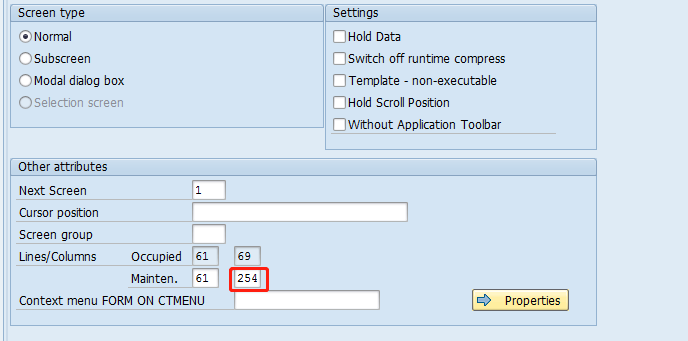 Screen type
Normal
Subscreen
Modal dialog box
Selection screen
Settings
Hold Data
Switch off runtime compress
Template - non-executable
Hold Scroll Position
Without Application Toolbar
Other attributes
Next Screen 1
Cursor position
Screen group
Lines/Columns Occupied 61 69
Mainten. 61 254
Context menu FORM ON CTMENU Properties